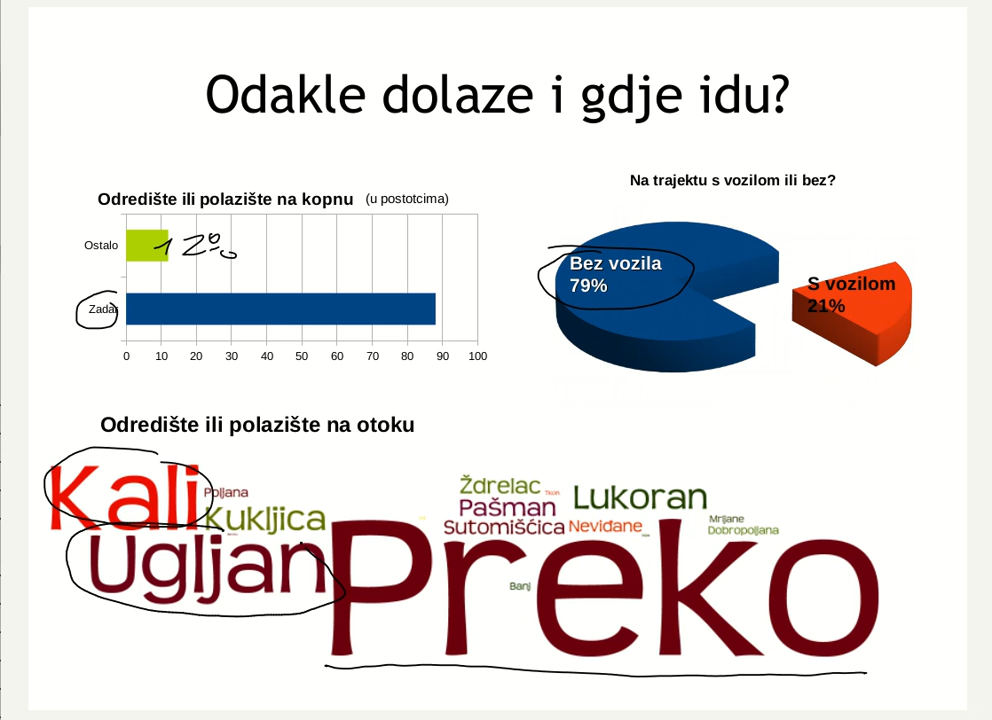 Odakle dolaze i gdje idu?
Odredište ili polazište na kopnu (u postotcima)
Ostalo
12%
Zadar
0 10 20 30 40 50 60 70 80 90 100
Na trajektu s vozilom ili bez?
Bez vozila
79%
S vozilom
21%
Odredište ili polazište na otoku
Kali
Poljana
Kukljica
Ugljan
Preko
Ždrelac
Tkon
Pašman
Lukoran
Sutomišćica
Neviđane
Mrljane
Dobropoljana
Banj